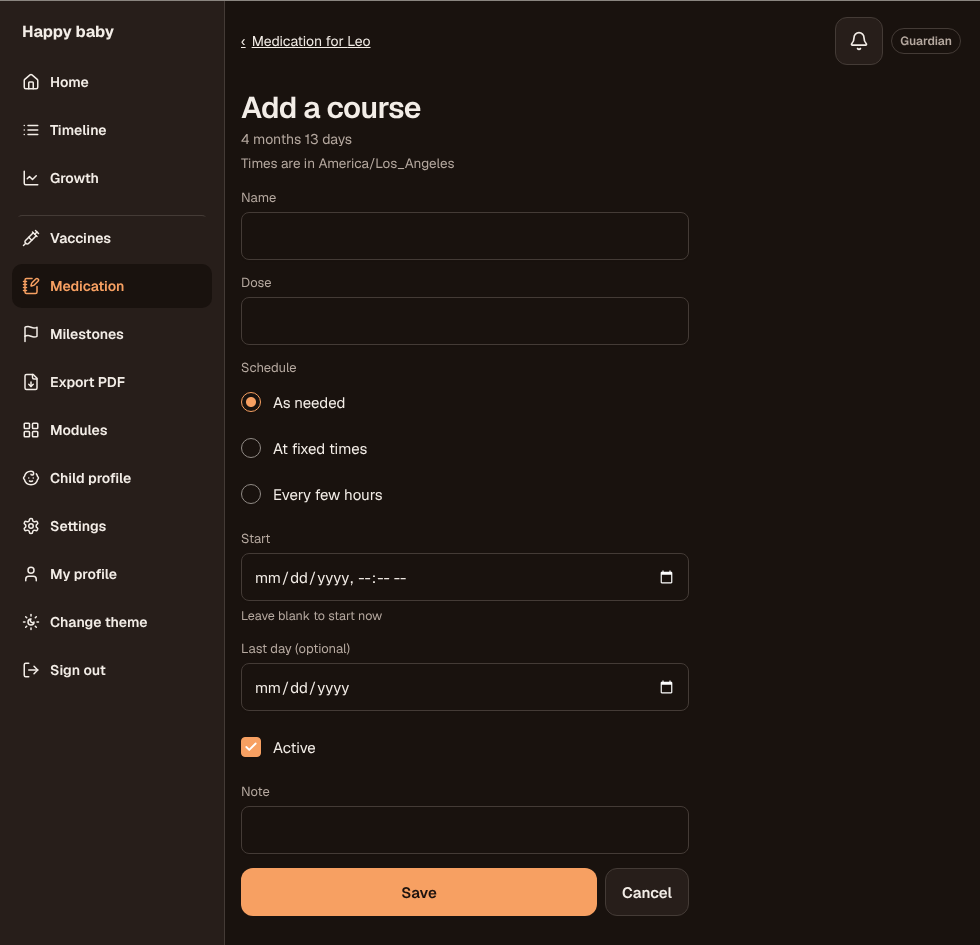 Happy baby
Home
Timeline
Growth
Vaccines
Medication
Milestones
Export PDF
Modules
Child profile
Settings
My profile
Change theme
Sign out
‹ Medication for Leo
Guardian
Add a course
4 months 13 days
Times are in America/Los_Angeles
Name
Dose
Schedule
As needed
At fixed times
Every few hours
Start
mm/dd/yyyy, --:-- --
Leave blank to start now
Last day (optional)
mm/dd/yyyy
Active
Note
Save
Cancel